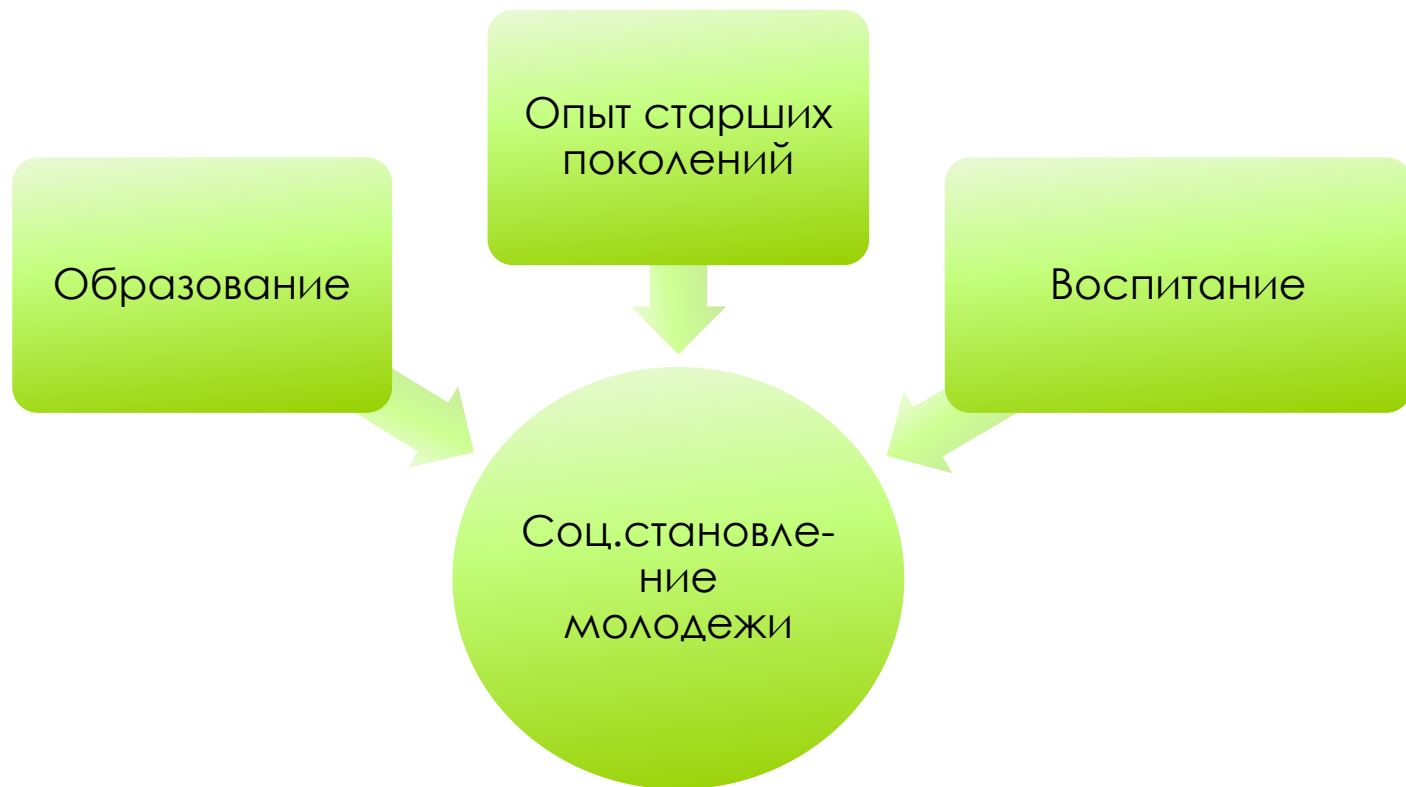 Опыт старших
поколений
Образование
Воспитание
Соц.становле-
ние
молодежи